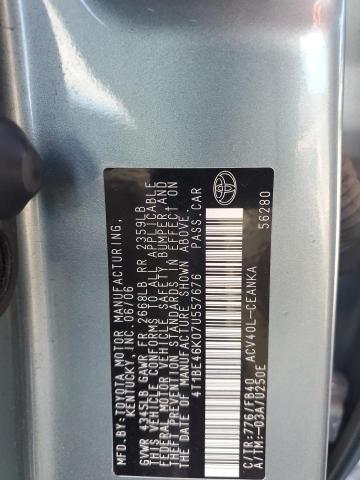 MFD.BY:TOYOTA MOTOR MANUFACTURING,
KENTUCKY,INC. 06/06
GVWR 4345LB GAWR FR 2668LB RR 2359LB
THIS VEHICLE CONFORMS TO ALL APPLICABLE
FEDERAL MOTOR VEHICLE SAFETY, BUMPER AND
THEFT PREVENTION STANDARDS IN EFFECT ON
THE DATE OF MANUFACTURE SHOWN ABOVE.
4T1BE46K07U557676 PASS.CAR
C/TR:776/FB40
ACV40L-CEANKA
A/TM:-03A/U250E
56280